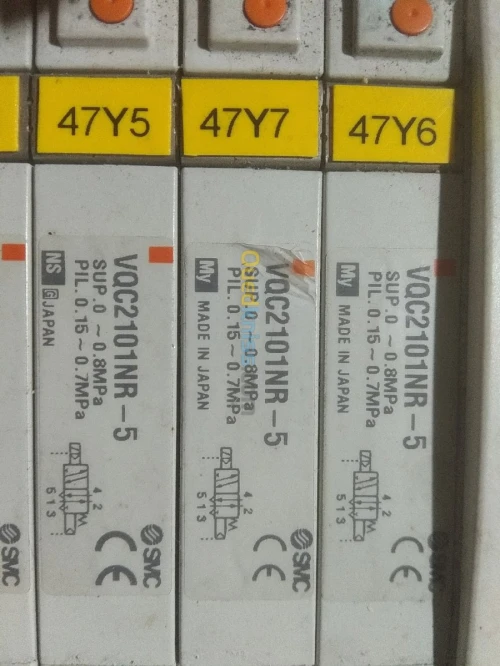 47Y5
47Y7
47Y6
VQC2101NR-5
SUP. 0 ~ 0.8MPa
PIL. 0.15 ~ 0.7MPa
NS G JAPAN
4 2
5 1 3
CE
SMC
VQC2101NR-5
SUP. 0 ~ 0.8MPa
PIL. 0.15 ~ 0.7MPa
My MADE IN JAPAN
4 2
5 1 3
CE
SMC
VQC2101NR-5
SUP. 0 ~ 0.8MPa
PIL. 0.15 ~ 0.7MPa
My MADE IN JAPAN
4 2
5 1 3
CE
SMC
SMC